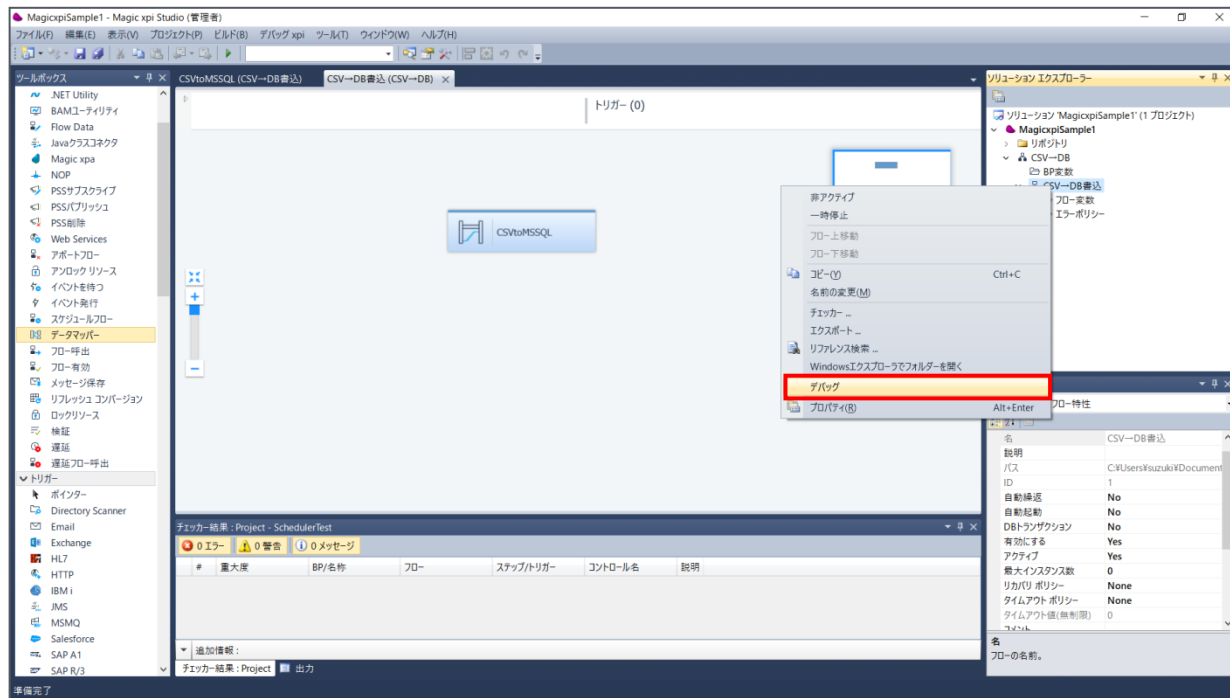 MagicxpiSample1 - Magic xpi Studio (管理者)
ファイル(F) 編集(E) 表示(V) プロジェクト(P) ビルド(B) デバッグ xpi ツール(T) ウィンドウ(W) ヘルプ(H)
ツールボックス
.NET Utility
BAMユーティリティ
Flow Data
Javaクラスコネクタ
Magic xpa
NOP
PSSサブスクライブ
PSSパブリッシュ
PSS削除
Web Services
アボートフロー
アンロック リソース
イベントを待つ
イベント発行
スケジュールフロー
データマッパー
フロー呼出
フロー有効
メッセージ保存
リフレッシュ コンバージョン
ロックリソース
検証
遅延
遅延フロー呼出
トリガー
ポインター
Directory Scanner
Email
Exchange
HL7
HTTP
IBM i
JMS
MSMQ
Salesforce
SAP A1
SAP R/3
CSVtoMSSQL (CSV→DB書込) CSV→DB書込 (CSV→DB)
トリガー (0)
CSVtoMSSQL
非アクティブ
一時停止
フロー上移動
フロー下移動
コピー(Y) Ctrl+C
名前の変更(M)
チェッカー ...
エクスポート ...
リファレンス検索 ...
Windowsエクスプローラでフォルダーを開く
デバッグ
プロパティ(R) Alt+Enter
チェッカー結果 : Project - SchedulerTest
0 エラー 0 警告 0 メッセージ
# 重大度 BP/名称 フロー ステップ/トリガー コントロール名 説明
追加情報 :
チェッカー結果 : Project 出力
ソリューション エクスプローラー
ソリューション 'MagicxpiSample1' (1 プロジェクト)
MagicxpiSample1
リポジトリ
CSV→DB
BP変数
CSV→DB書込
フロー変数
エラーポリシー
フロー特性
名 CSV→DB書込
説明
パス C:¥Users¥suzuki¥Document
ID 1
自動繰返 No
自動起動 No
DBトランザクション No
有効にする Yes
アクティブ Yes
最大インスタンス数 0
リカバリ ポリシー None
タイムアウト ポリシー None
タイムアウト値(無制限) 0
コメント
名
フローの名前。
準備完了